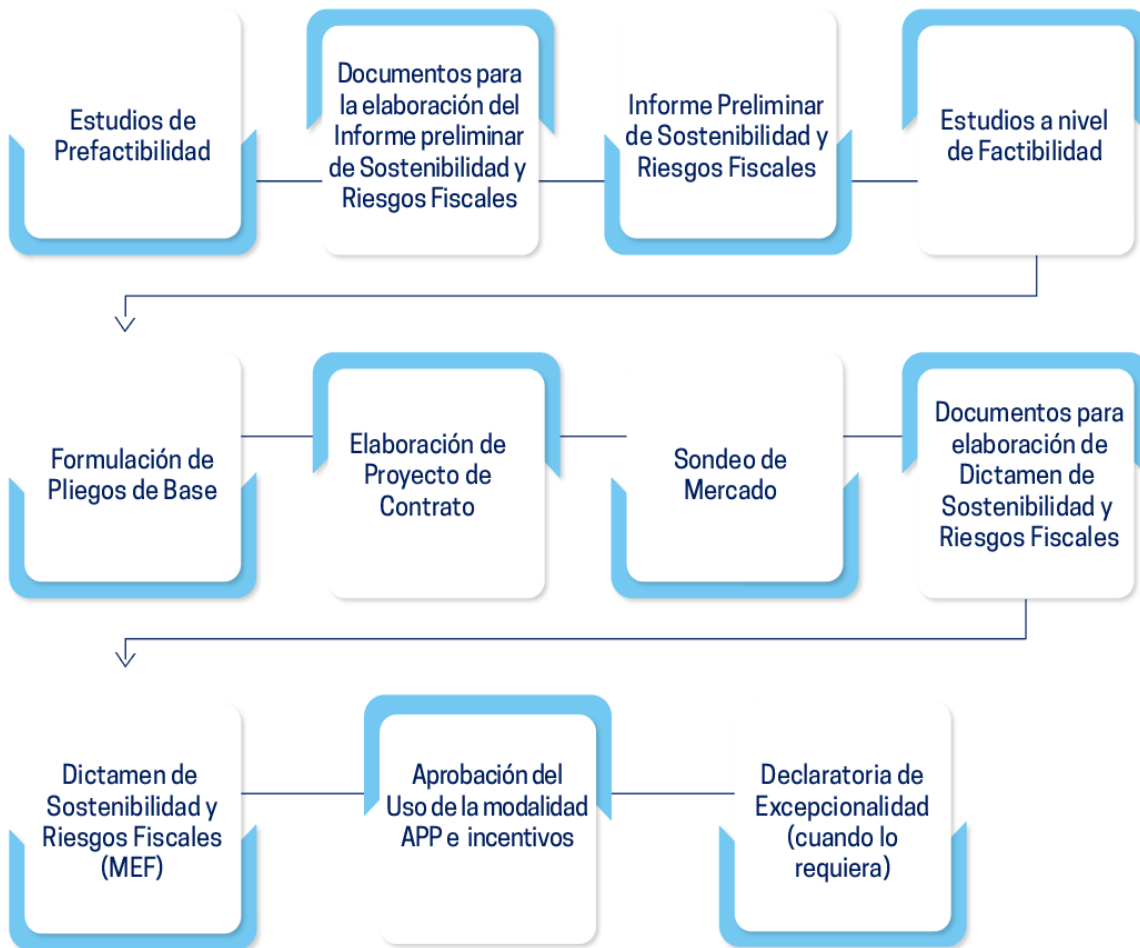 Estudios de
Prefactibilidad
Documentos para
la elaboración del
Informe preliminar
de Sostenibilidad y
Riesgos Fiscales
Informe Preliminar
de Sostenibilidad y
Riesgos Fiscales
Estudios a nivel
de Factibilidad
Formulación de
Pliegos de Base
Elaboración de
Proyecto de
Contrato
Sondeo de
Mercado
Documentos para
elaboración de
Dictamen de
Sostenibilidad y
Riesgos Fiscales
Dictamen de
Sostenibilidad y
Riesgos Fiscales
(MEF)
Aprobación del
Uso de la modalidad
APP e incentivos
Declaratoria de
Excepcionalidad
(cuando lo
requiera)